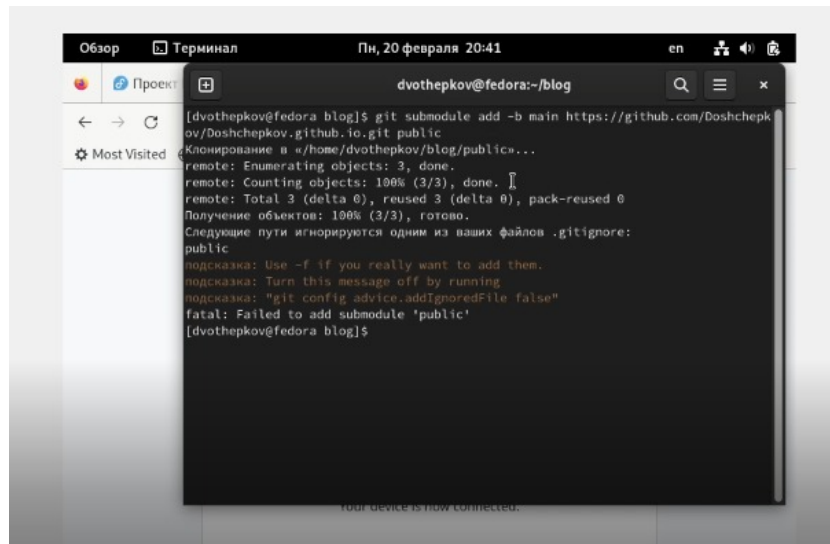 Обзор
Терминал
Пн, 20 февраля 20:41
en
Проект
dvothepkov@fedora:~/blog
Most Visited
[dvothepkov@fedora blog]$ git submodule add -b main https://github.com/Doshchepk
ov/Doshchepkov.github.io.git public
Клонирование в «/home/dvothepkov/blog/public»...
remote: Enumerating objects: 3, done.
remote: Counting objects: 100% (3/3), done.
remote: Total 3 (delta 0), reused 3 (delta 0), pack-reused 0
Получение объектов: 100% (3/3), готово.
Следующие пути игнорируются одним из ваших файлов .gitignore:
public
подсказка: Use -f if you really want to add them.
подсказка: Turn this message off by running
подсказка: "git config advice.addIgnoredFile false"
fatal: Failed to add submodule 'public'
[dvothepkov@fedora blog]$
Your device is now connected.